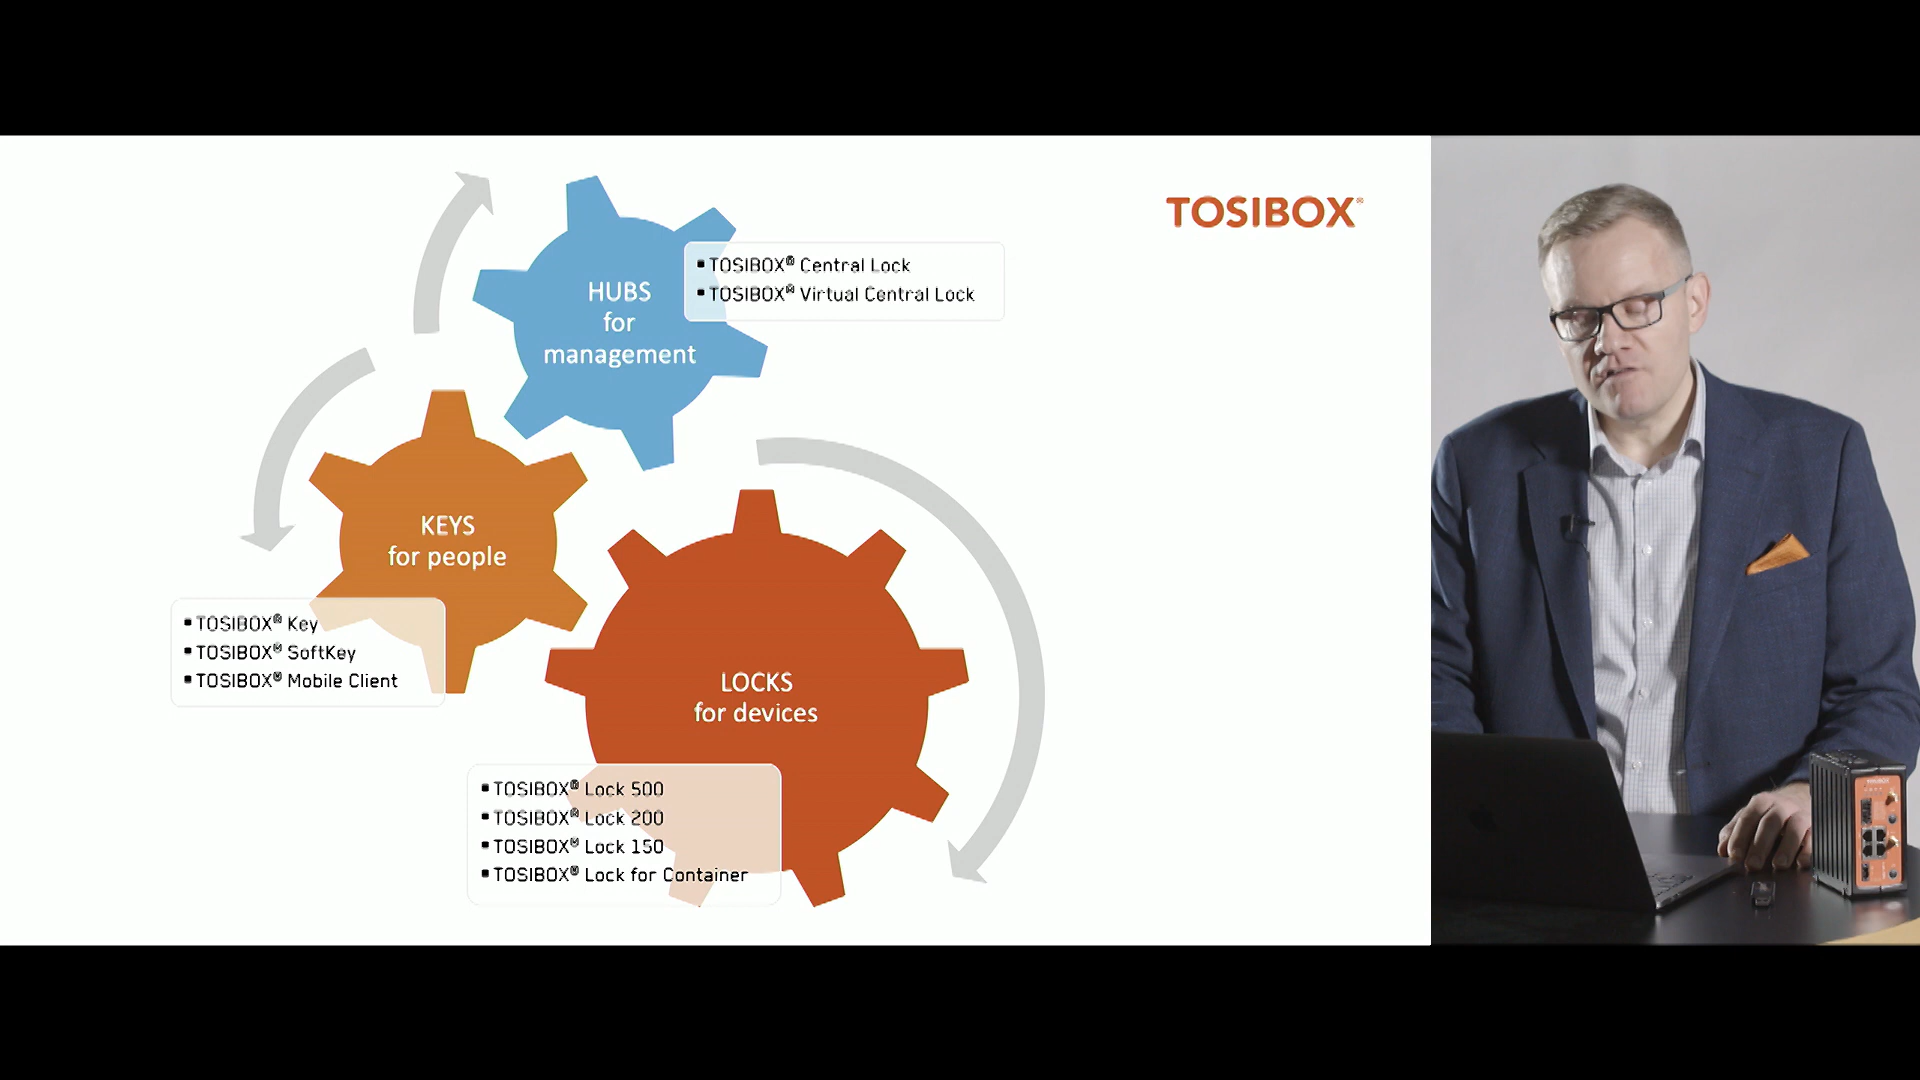 TOSIBOX®
HUBS
for
management
▪ TOSIBOX® Central Lock
▪ TOSIBOX® Virtual Central Lock
KEYS
for people
▪ TOSIBOX® Key
▪ TOSIBOX® SoftKey
▪ TOSIBOX® Mobile Client
LOCKS
for devices
▪ TOSIBOX® Lock 500
▪ TOSIBOX® Lock 200
▪ TOSIBOX® Lock 150
▪ TOSIBOX® Lock for Container
TOSIBOX